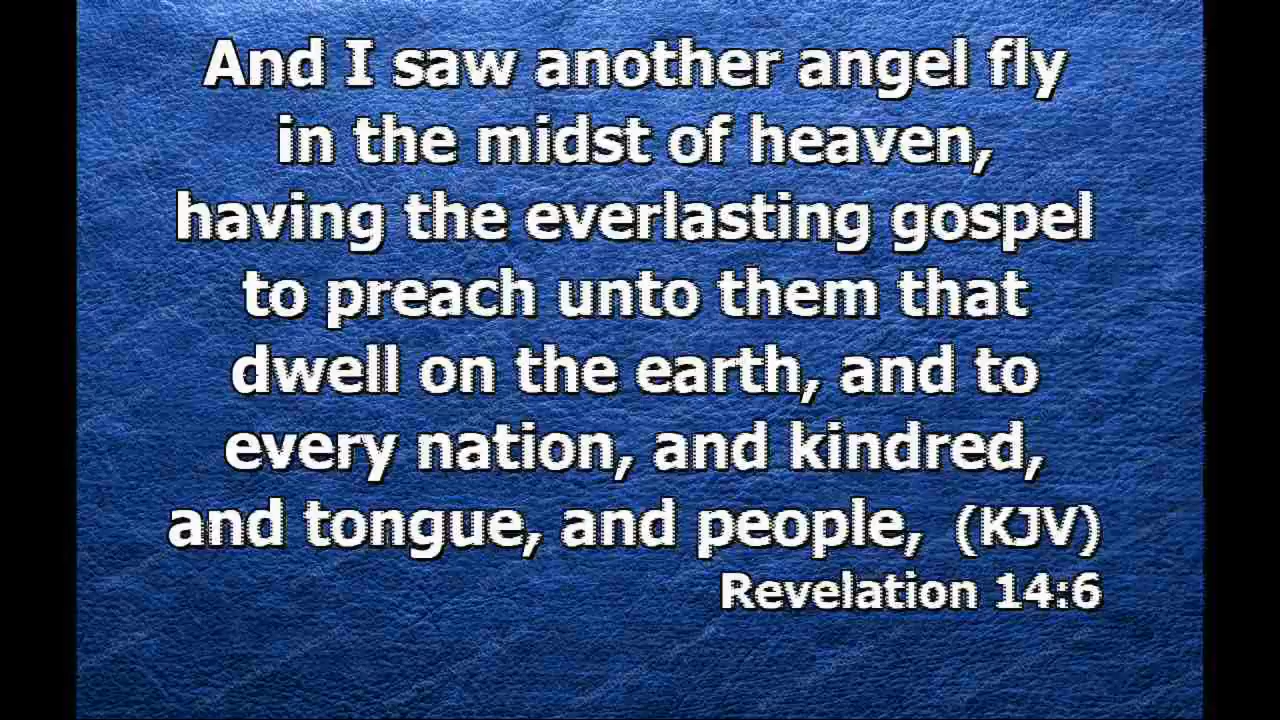 And I saw another angel fly
in the midst of heaven,
having the everlasting gospel
to preach unto them that
dwell on the earth, and to
every nation, and kindred,
and tongue, and people, (KJV)
Revelation 14:6